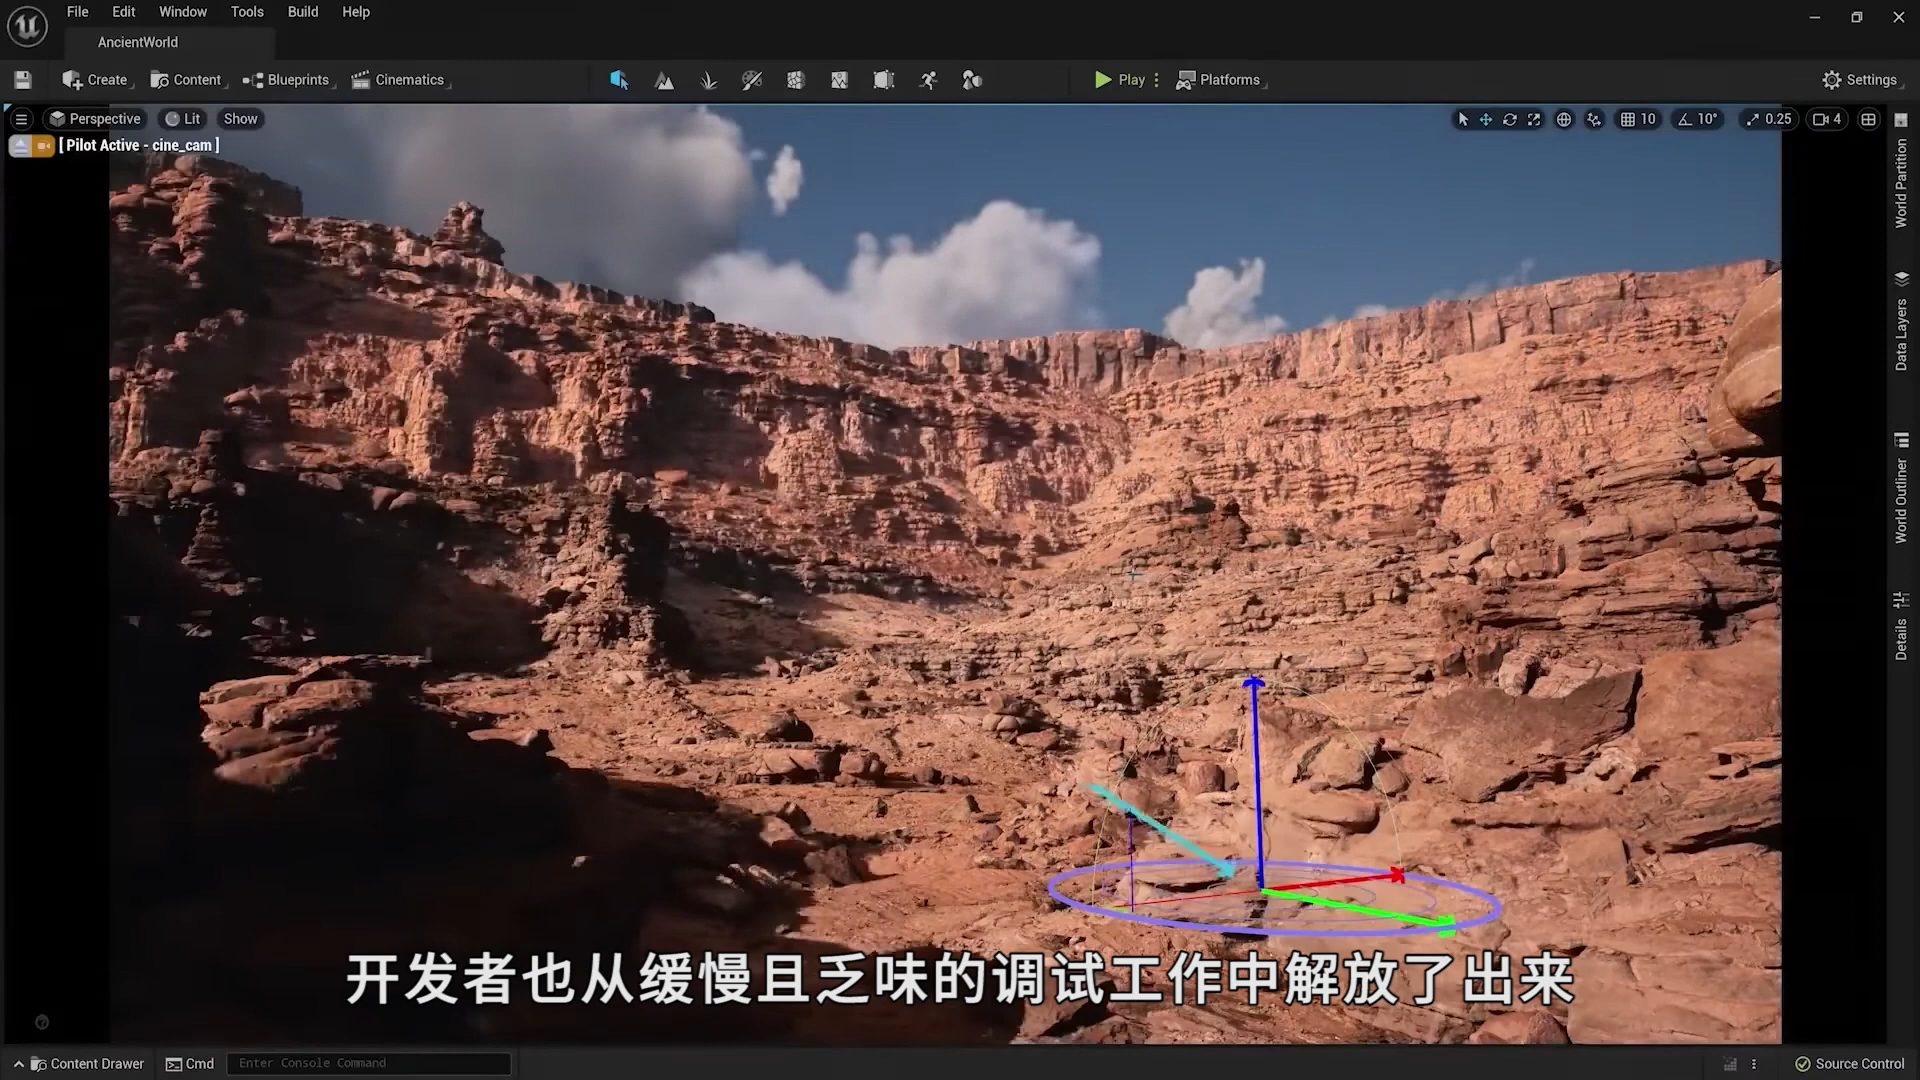 File Edit Window Tools Build Help
AncientWorld
Create Content Blueprints Cinematics Play Platforms Settings
Perspective Lit Show 10 10° 0.25 4
[ Pilot Active - cine_cam ]
World Partition
Data Layers
World Outliner
Details
开发者也从缓慢且乏味的调试工作中解放了出来
Content Drawer Cmd Enter Console Command Source Control